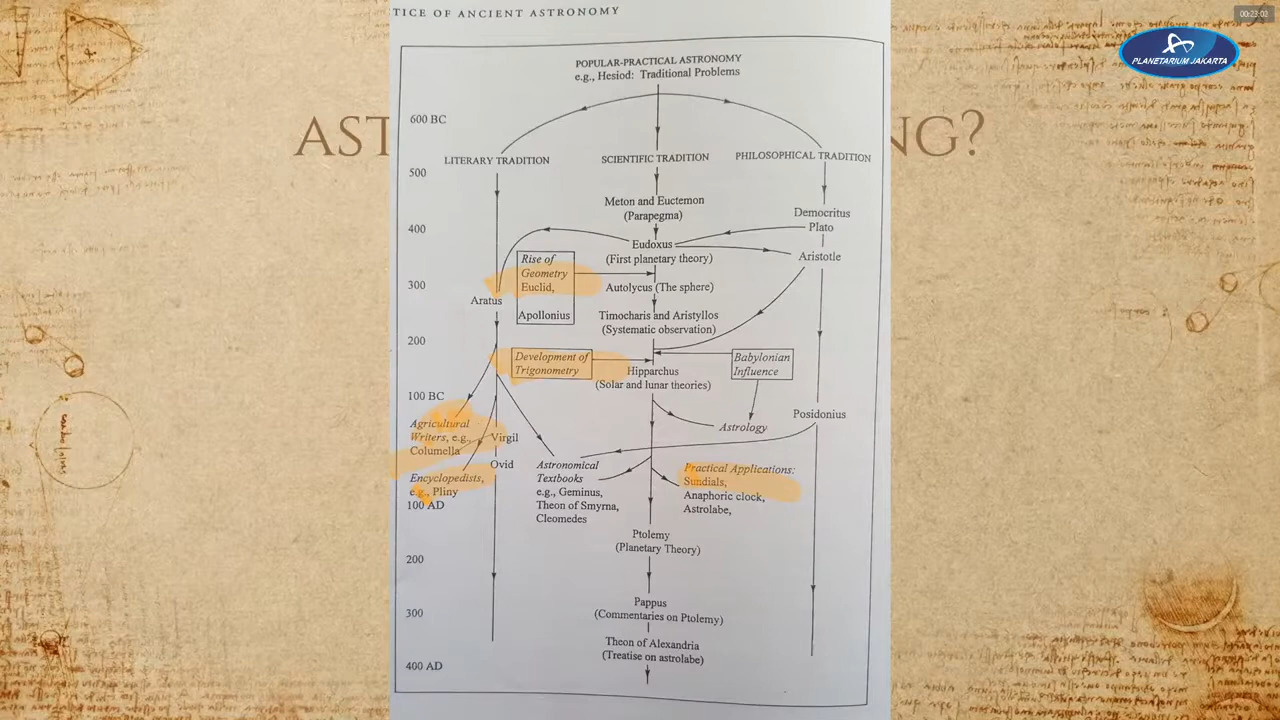 TICE OF ANCIENT ASTRONOMY
00:23:02
PLANETARIUM JAKARTA
AST
NG?
POPULAR-PRACTICAL ASTRONOMY
e.g., Hesiod: Traditional Problems
600 BC
LITERARY TRADITION
SCIENTIFIC TRADITION
PHILOSOPHICAL TRADITION
500
Meton and Euctemon
(Parapegma)
Democritus
Plato
400
Eudoxus
(First planetary theory)
Aristotle
Rise of
Geometry
Euclid,
Apollonius
300
Autolycus (The sphere)
Aratus
Timocharis and Aristyllos
(Systematic observation)
200
Development of
Trigonometry
Babylonian
Influence
Hipparchus
(Solar and lunar theories)
100 BC
Posidonius
Astrology
Agricultural
Writers, e.g.,
Columella
Virgil
Ovid
Encyclopedists,
e.g., Pliny
Astronomical
Textbooks
e.g., Geminus,
Theon of Smyrna,
Cleomedes
Practical Applications:
Sundials,
Anaphoric clock,
Astrolabe,
100 AD
Ptolemy
(Planetary Theory)
200
Pappus
(Commentaries on Ptolemy)
300
Theon of Alexandria
(Treatise on astrolabe)
400 AD